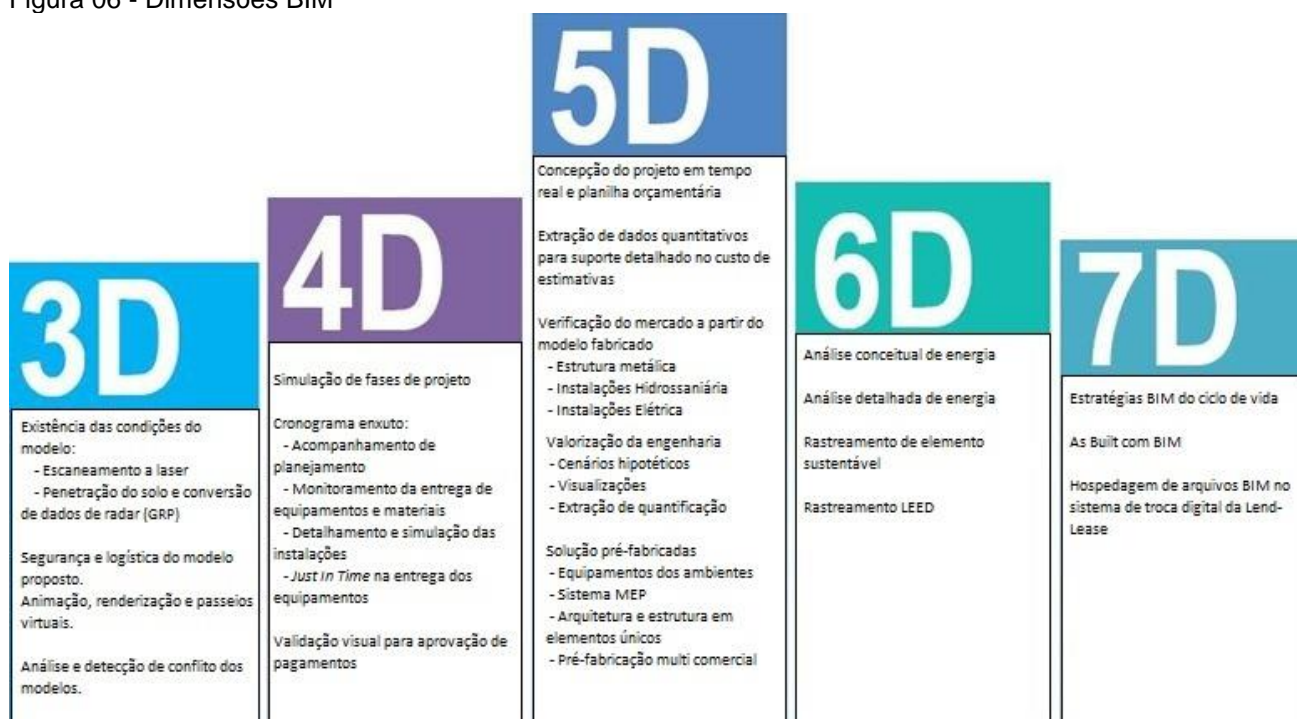 Figura 06 - Dimensões BIM
3D
Existência das condições do
modelo:
- Escaneamento a laser
- Penetração do solo e conversão
de dados de radar (GRP)
Segurança e logística do modelo
proposto.
Animação, renderização e passeios
virtuais.
Análise e detecção de conflito dos
modelos.
4D
Simulação de fases de projeto
Cronograma enxuto:
- Acompanhamento de
planejamento
- Monitoramento da entrega de
equipamentos e materiais
- Detalhamento e simulação das
instalações
- Just In Time na entrega dos
equipamentos
Validação visual para aprovação de
pagamentos
5D
Concepção do projeto em tempo
real e planilha orçamentária
Extração de dados quantitativos
para suporte detalhado no custo de
estimativas
Verificação do mercado a partir do
modelo fabricado
- Estrutura metálica
- Instalações Hidrossaniária
- Instalações Elétrica
Valorização da engenharia
- Cenários hipotéticos
- Visualizações
- Extração de quantificação
Solução pré-fabricadas
- Equipamentos dos ambientes
- Sistema MEP
- Arquitetura e estrutura em
elementos únicos
- Pré-fabricação multi comercial
6D
Análise conceitual de energia
Análise detalhada de energia
Rastreamento de elemento
sustentável
Rastreamento LEED
7D
Estratégias BIM do ciclo de vida
As Built com BIM
Hospedagem de arquivos BIM no
sistema de troca digital da Lend-
Lease